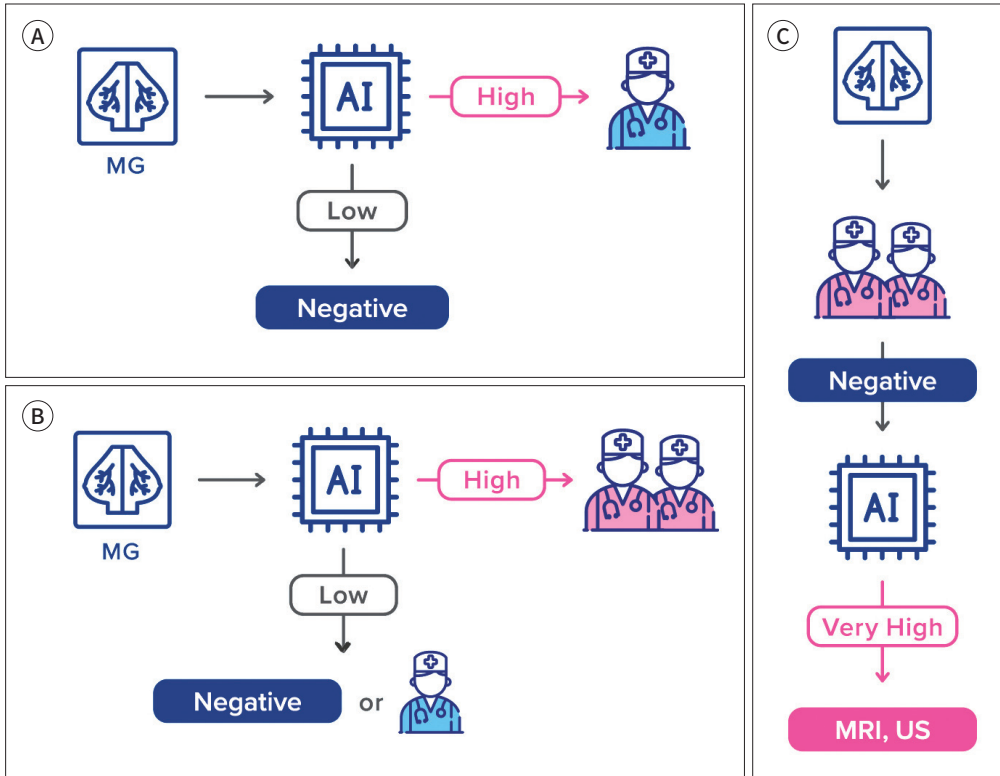 A
MG
AI
High
Low
Negative
B
MG
AI
High
Low
Negative or
C
Negative
AI
Very High
MRI, US